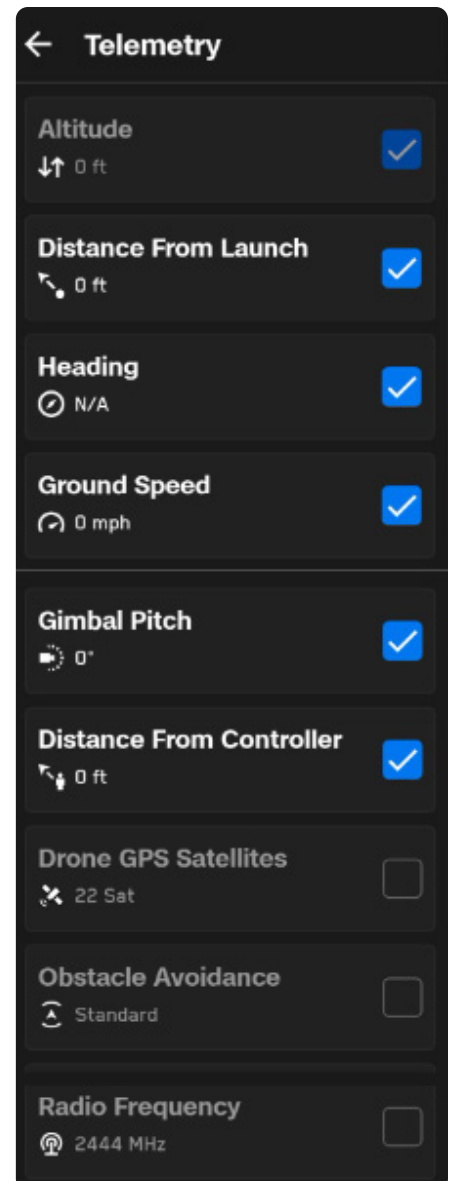 Telemetry
Altitude
0 ft
Distance From Launch
0 ft
Heading
N/A
Ground Speed
0 mph
Gimbal Pitch
0°
Distance From Controller
0 ft
Drone GPS Satellites
22 Sat
Obstacle Avoidance
Standard
Radio Frequency
2444 MHz